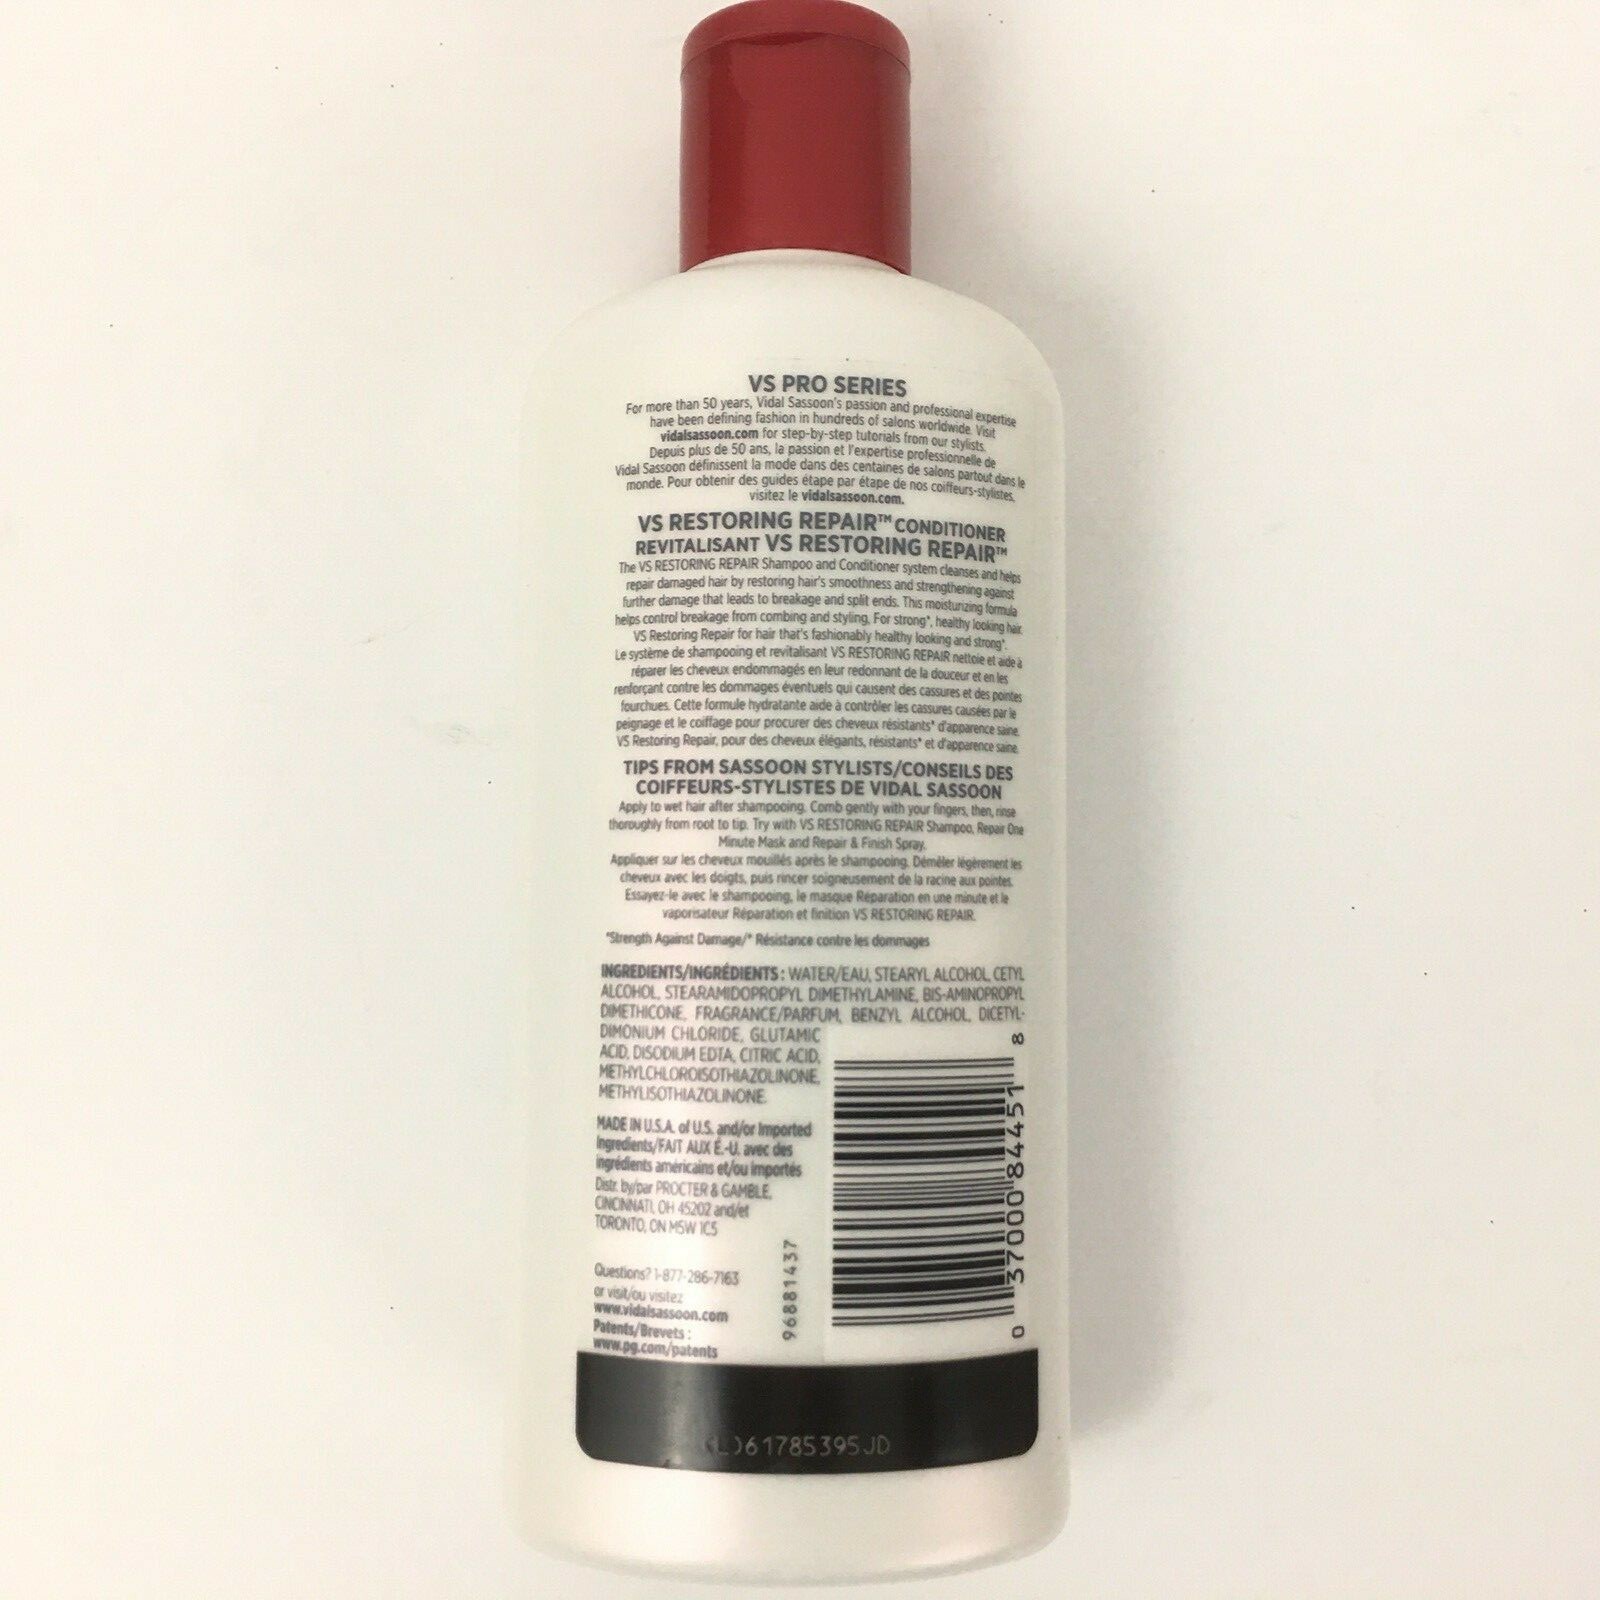 VS PRO SERIES
For more than 50 years, Vidal Sassoon's passion and professional expertise
have been defining fashion in hundreds of salons worldwide. Visit
vidalsassoon.com for step-by-step tutorials from our stylists.
Depuis plus de 50 ans, la passion et l'expertise professionnelle de
Vidal Sassoon définissent la mode dans des centaines de salons partout dans le
monde. Pour obtenir des guides étape par étape de nos coiffeurs-stylistes,
visitez le vidalsassoon.com.
VS RESTORING REPAIR™ CONDITIONER
REVITALISANT VS RESTORING REPAIR™
The VS RESTORING REPAIR Shampoo and Conditioner system cleanses and helps
repair damaged hair by restoring hair's smoothness and strengthening against
further damage that leads to breakage and split ends. This moisturizing formula
helps control breakage from combing and styling. For strong*, healthy looking hair.
VS Restoring Repair for hair that's fashionably healthy looking and strong*.
Le système de shampooing et revitalisant VS RESTORING REPAIR nettoie et aide à
réparer les cheveux endommagés en leur redonnant de la douceur et en les
renforçant contre les dommages éventuels qui causent des cassures et des pointes
fourchues. Cette formule hydratante aide à contrôler les cassures causées par le
peignage et le coiffage pour procurer des cheveux résistants* d'apparence saine.
VS Restoring Repair, pour des cheveux élégants, résistants* et d'apparence saine.
TIPS FROM SASSOON STYLISTS/CONSEILS DES
COIFFEURS-STYLISTES DE VIDAL SASSOON
Apply to wet hair after shampooing. Comb gently with your fingers, then, rinse
thoroughly from root to tip. Try with VS RESTORING REPAIR Shampoo, Repair One
Minute Mask and Repair & Finish Spray.
Appliquer sur les cheveux mouillés après le shampooing. Démêler légèrement les
cheveux avec les doigts, puis rincer soigneusement de la racine aux pointes.
Essayez-le avec le shampooing, le masque Réparation en une minute et le
vaporisateur Réparation et finition VS RESTORING REPAIR.
*Strength Against Damage/* Résistance contre les dommages
INGREDIENTS/INGRÉDIENTS : WATER/EAU, STEARYL ALCOHOL, CETYL
ALCOHOL, STEARAMIDOPROPYL DIMETHYLAMINE, BIS-AMINOPROPYL
DIMETHICONE, FRAGRANCE/PARFUM, BENZYL ALCOHOL, DICETYL-
DIMONIUM CHLORIDE, GLUTAMIC
ACID, DISODIUM EDTA, CITRIC ACID,
METHYLCHLOROISOTHIAZOLINONE,
METHYLISOTHIAZOLINONE.
MADE IN U.S.A. of U.S. and/or Imported
Ingredients/FAIT AUX É.-U. avec des
ingrédients américains et/ou importés
Distr. by/par PROCTER & GAMBLE,
CINCINNATI, OH 45202 and/et
TORONTO, ON M5W 1C5
Questions? 1-877-286-7163
or visit/ou visitez
www.vidalsassoon.com
Patents/Brevets :
www.pg.com/patents
96881437
0 37000 84451 8
61785395JD